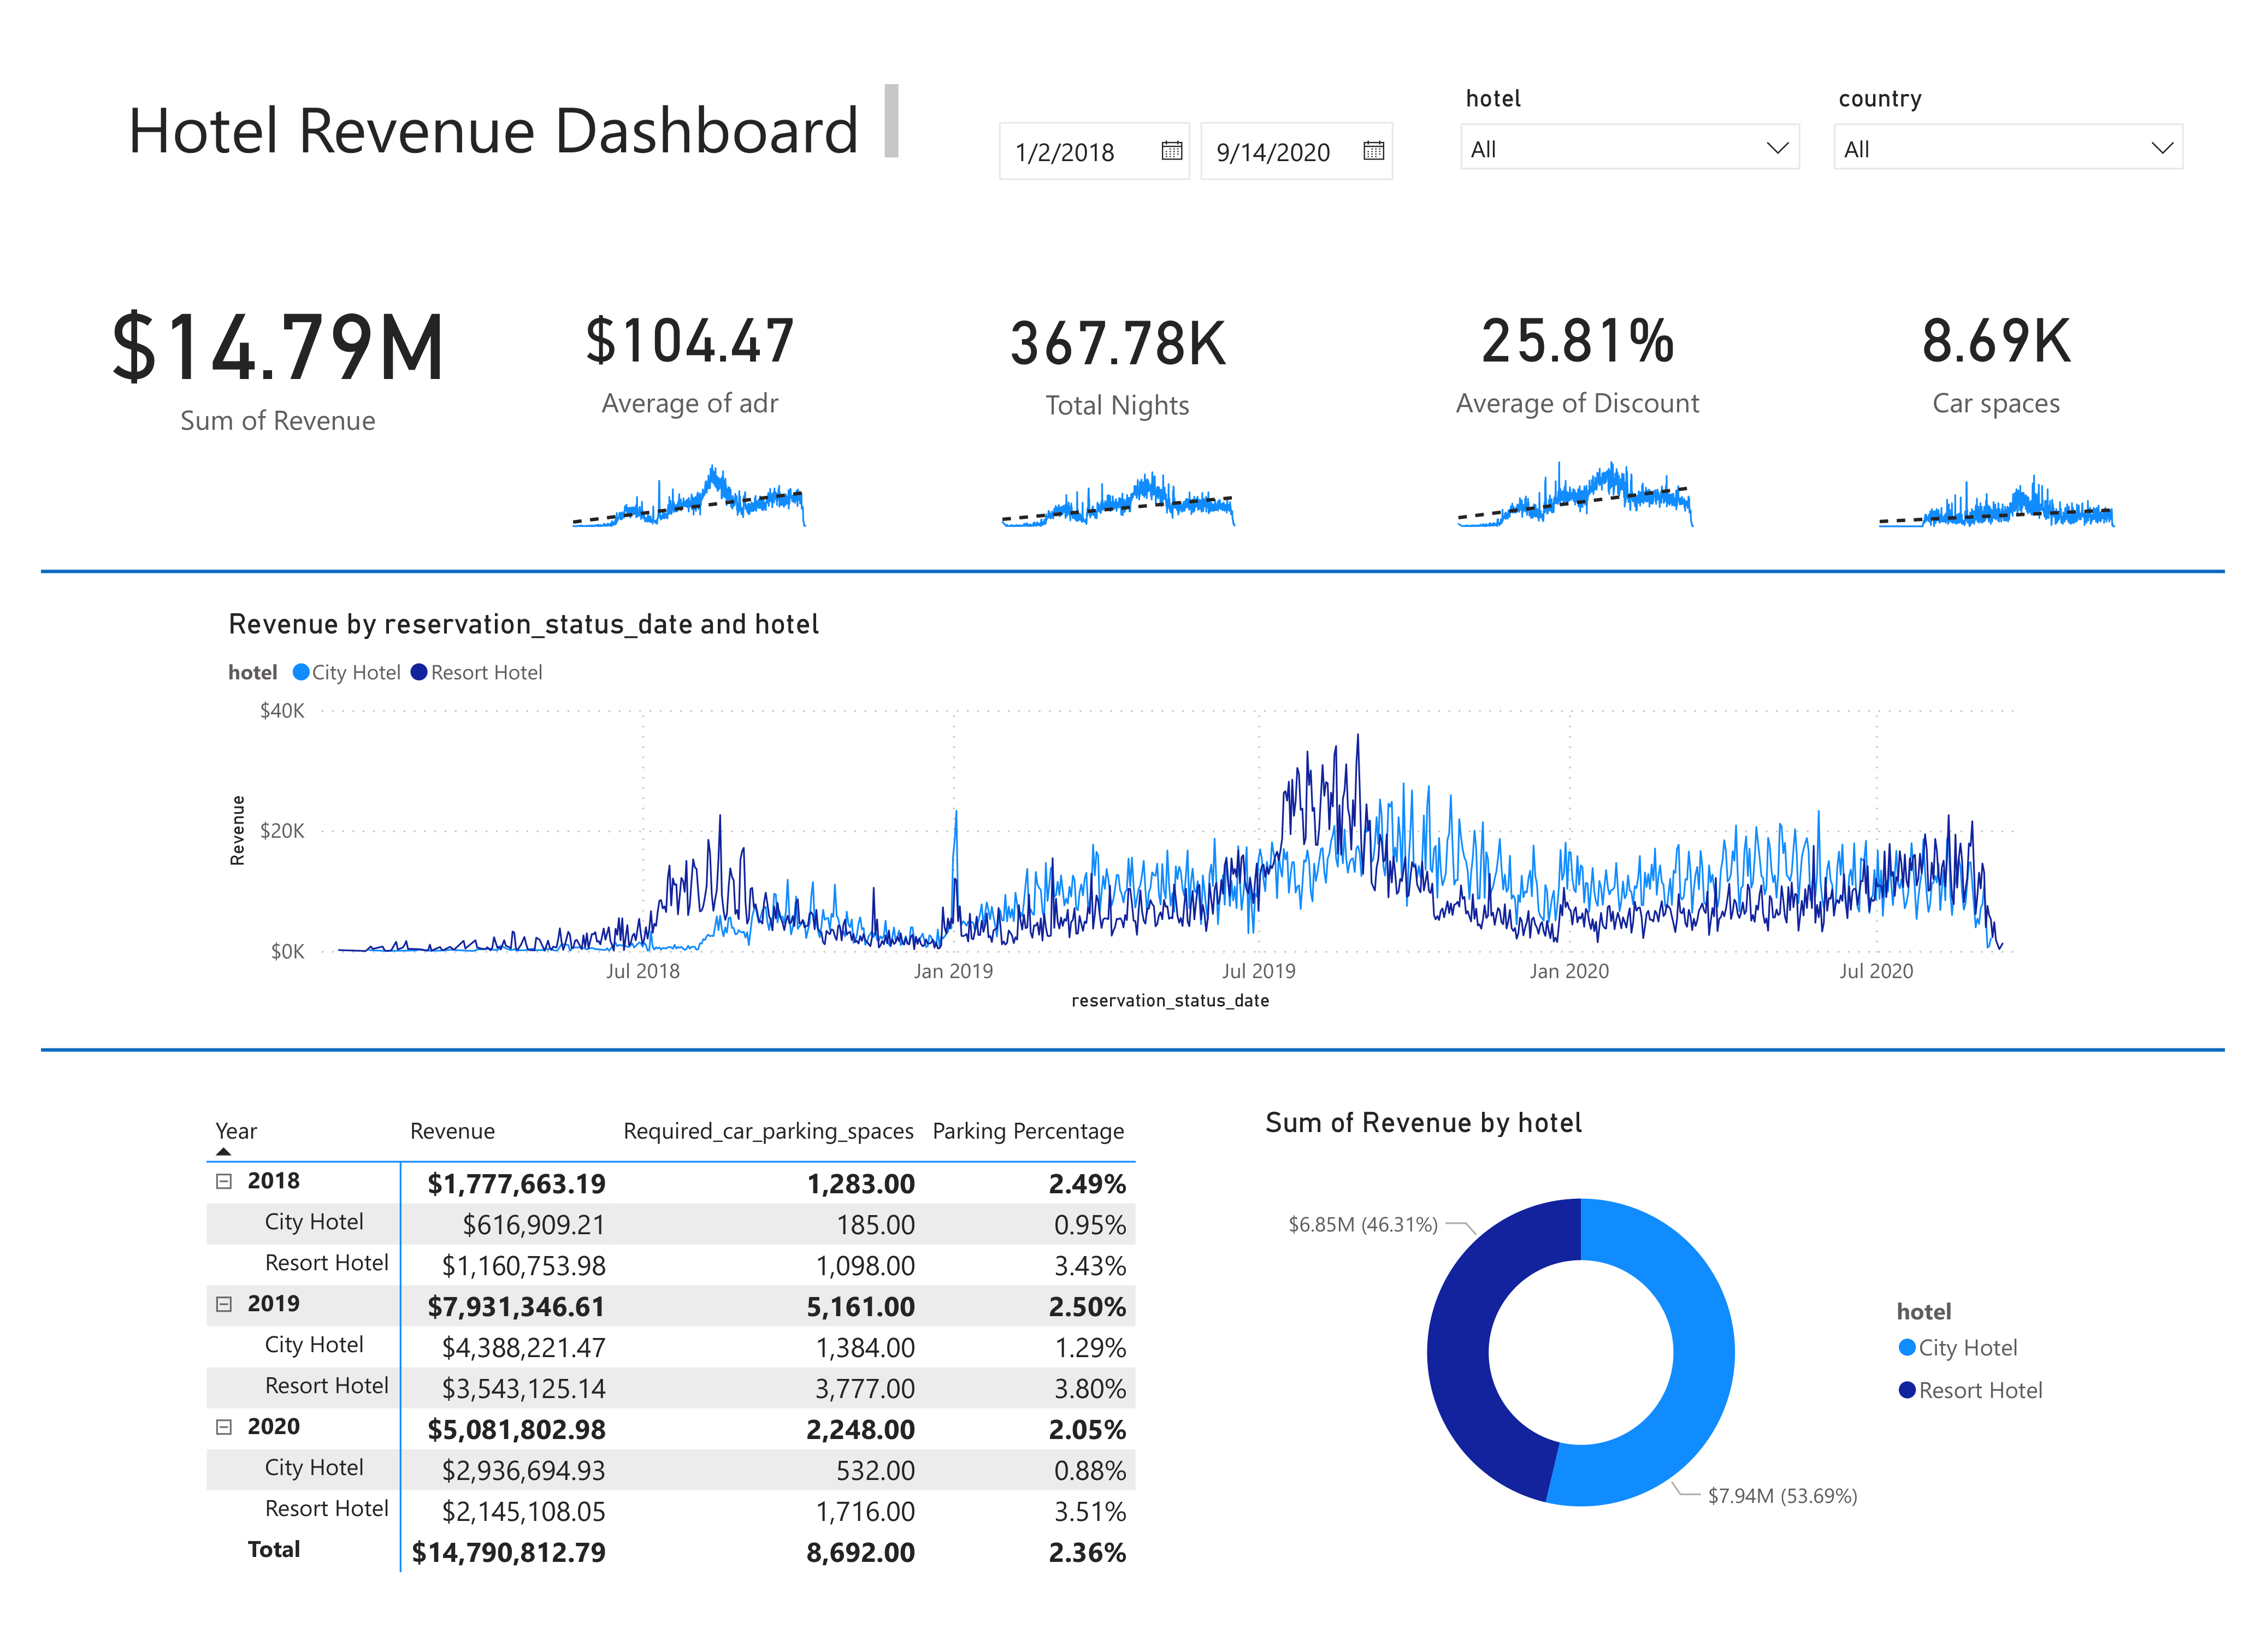 Hotel Revenue Dashboard
1/2/2018 9/14/2020
hotel
All
country
All
$14.79M
Sum of Revenue
$104.47
Average of adr
367.78K
Total Nights
25.81%
Average of Discount
8.69K
Car spaces
Revenue by reservation_status_date and hotel
hotel City Hotel Resort Hotel
Revenue
$40K
$20K
$0K
Jul 2018 Jan 2019 Jul 2019 Jan 2020 Jul 2020
reservation_status_date
Year Revenue Required_car_parking_spaces Parking Percentage
2018 $1,777,663.19 1,283.00 2.49%
City Hotel $616,909.21 185.00 0.95%
Resort Hotel $1,160,753.98 1,098.00 3.43%
2019 $7,931,346.61 5,161.00 2.50%
City Hotel $4,388,221.47 1,384.00 1.29%
Resort Hotel $3,543,125.14 3,777.00 3.80%
2020 $5,081,802.98 2,248.00 2.05%
City Hotel $2,936,694.93 532.00 0.88%
Resort Hotel $2,145,108.05 1,716.00 3.51%
Total $14,790,812.79 8,692.00 2.36%
Sum of Revenue by hotel
$6.85M (46.31%)
$7.94M (53.69%)
hotel
City Hotel
Resort Hotel